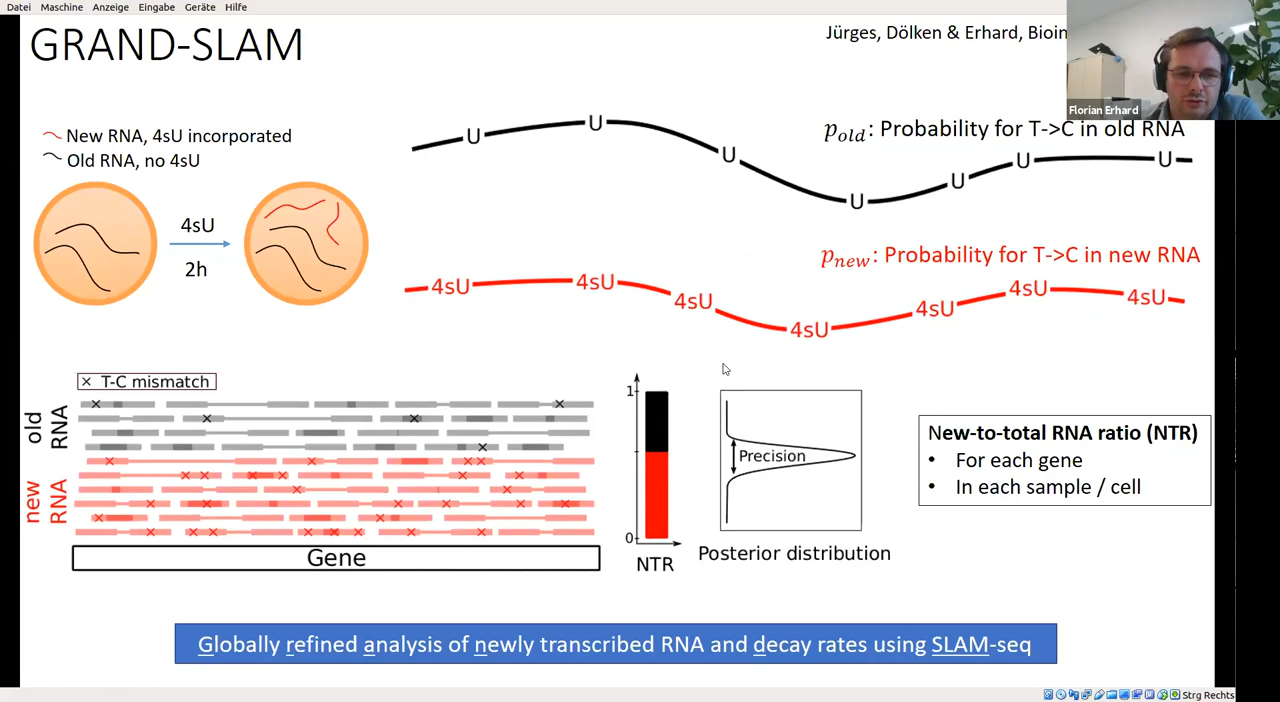 Datei Maschine Anzeige Eingabe Geräte Hilfe
GRAND-SLAM
Jürges, Dölken & Erhard,
Florian Erhard
New RNA, 4sU incorporated
Old RNA, no 4sU
4sU
2h
U U U U U U U
p_old: Probability for T->C in old RNA
p_new: Probability for T->C in new RNA
4sU 4sU 4sU 4sU 4sU 4sU 4sU
× T-C mismatch
old RNA
new RNA
Gene
1
0
NTR
Precision
Posterior distribution
New-to-total RNA ratio (NTR)
• For each gene
• In each sample / cell
Globally refined analysis of newly transcribed RNA and decay rates using SLAM-seq
Strg Rechts